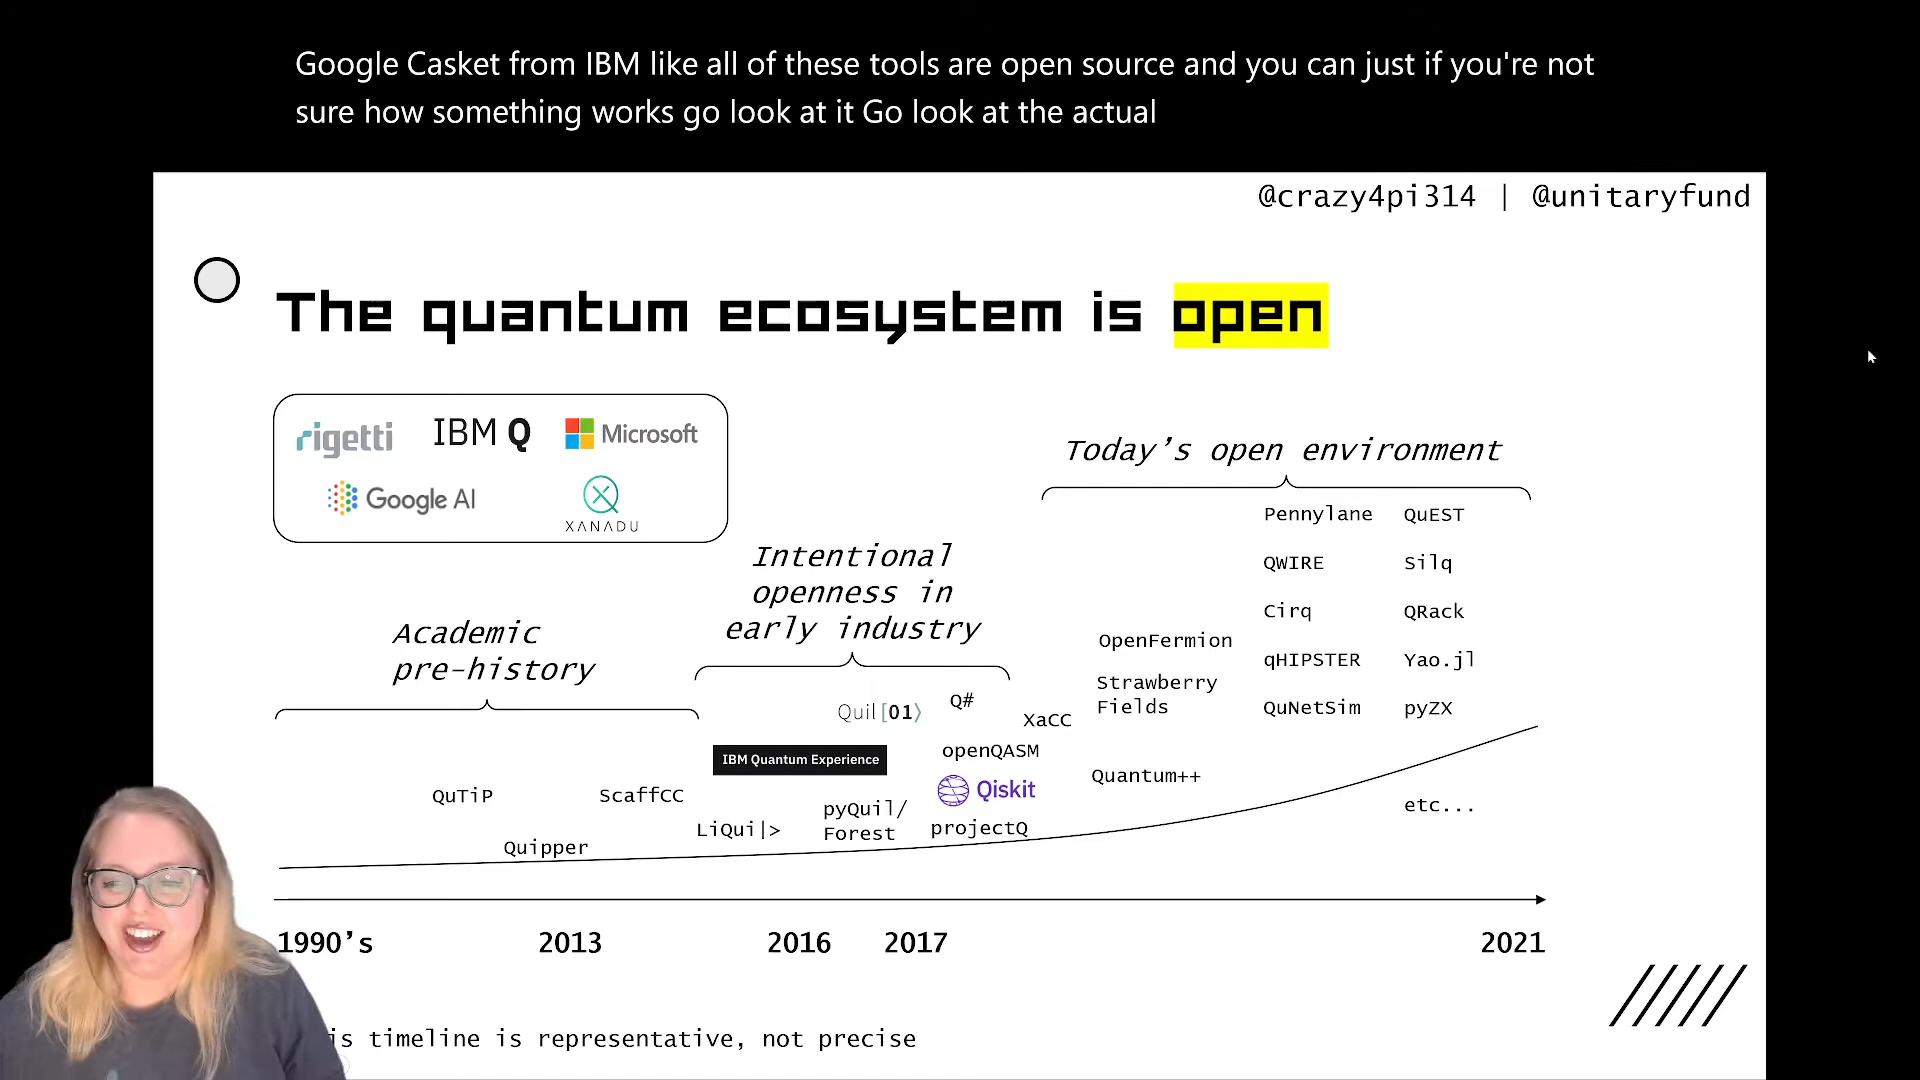 Google Casket from IBM like all of these tools are open source and you can just if you're not
sure how something works go look at it Go look at the actual
@crazy4pi314 | @unitaryfund
The quantum ecosystem is open
rigetti IBM Q Microsoft
Google AI XANADU
Today's open environment
Intentional
openness in
early industry
Academic
pre-history
Pennylane QuEST
QWIRE Silq
Cirq QRack
OpenFermion
qHIPSTER Yao.jl
Strawberry
Fields
QuNetSim pyZX
Quil[01⟩ Q#
XaCC
openQASM
IBM Quantum Experience
Quantum++
Qiskit
QuTiP ScaffCC
pyQuil/
Forest
LiQui|>
projectQ
etc...
Quipper
1990's 2013 2016 2017 2021
is timeline is representative, not precise